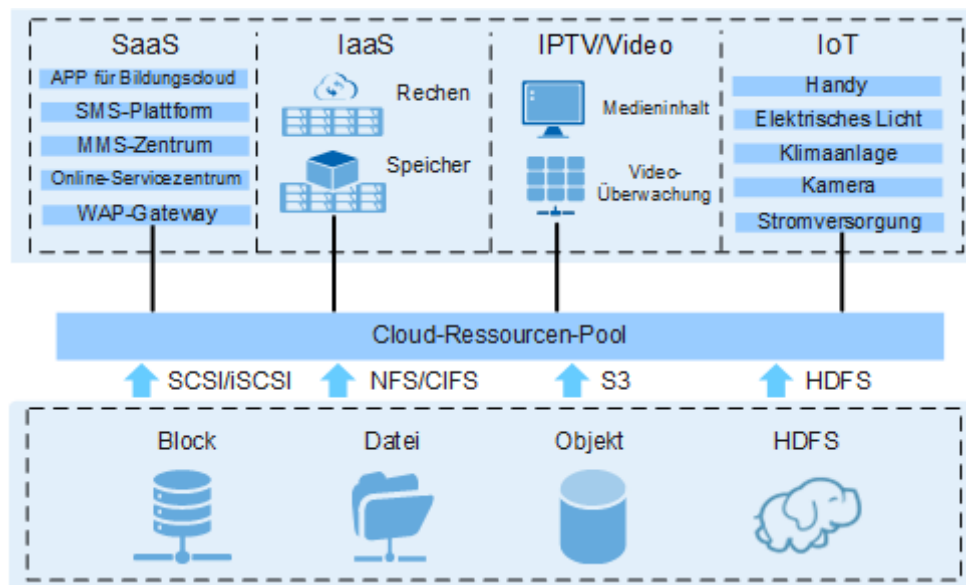 SaaS
APP für Bildungscloud
SMS-Plattform
MMS-Zentrum
Online-Servicezentrum
WAP-Gateway
IaaS
Rechen
Speicher
IPTV/Video
Medieninhalt
Video-
Überwachung
IoT
Handy
Elektrisches Licht
Klimaanlage
Kamera
Stromversorgung
Cloud-Ressourcen-Pool
SCSI/iSCSI
NFS/CIFS
S3
HDFS
Block
Datei
Objekt
HDFS